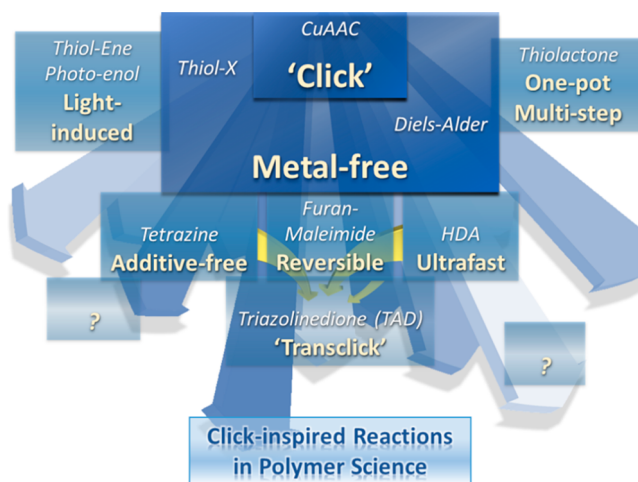 CuAAC
'Click'
Thiol-X
Diels-Alder
Metal-free
Thiol-Ene
Photo-enol
Light-
induced
Thiolactone
One-pot
Multi-step
Tetrazine
Additive-free
Furan-
Maleimide
Reversible
HDA
Ultrafast
?
Triazolinedione (TAD)
'Transclick'
?
Click-inspired Reactions
in Polymer Science